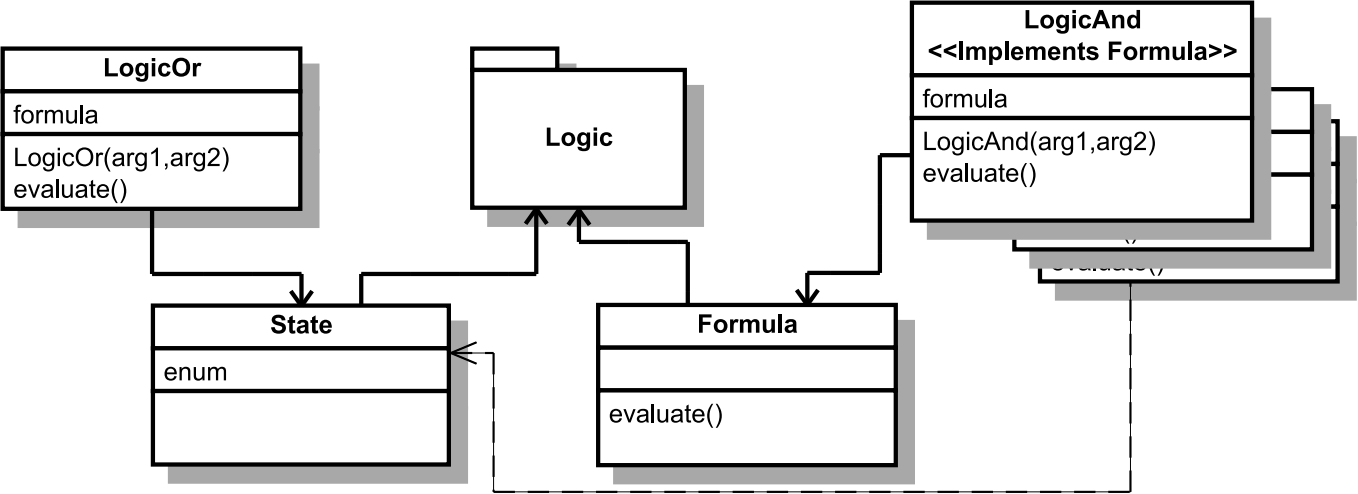 LogicOr
formula
LogicOr(arg1,arg2)
evaluate()
Logic
LogicAnd
<<Implements Formula>>
formula
LogicAnd(arg1,arg2)
evaluate()
evaluate()
State
enum
Formula
evaluate()